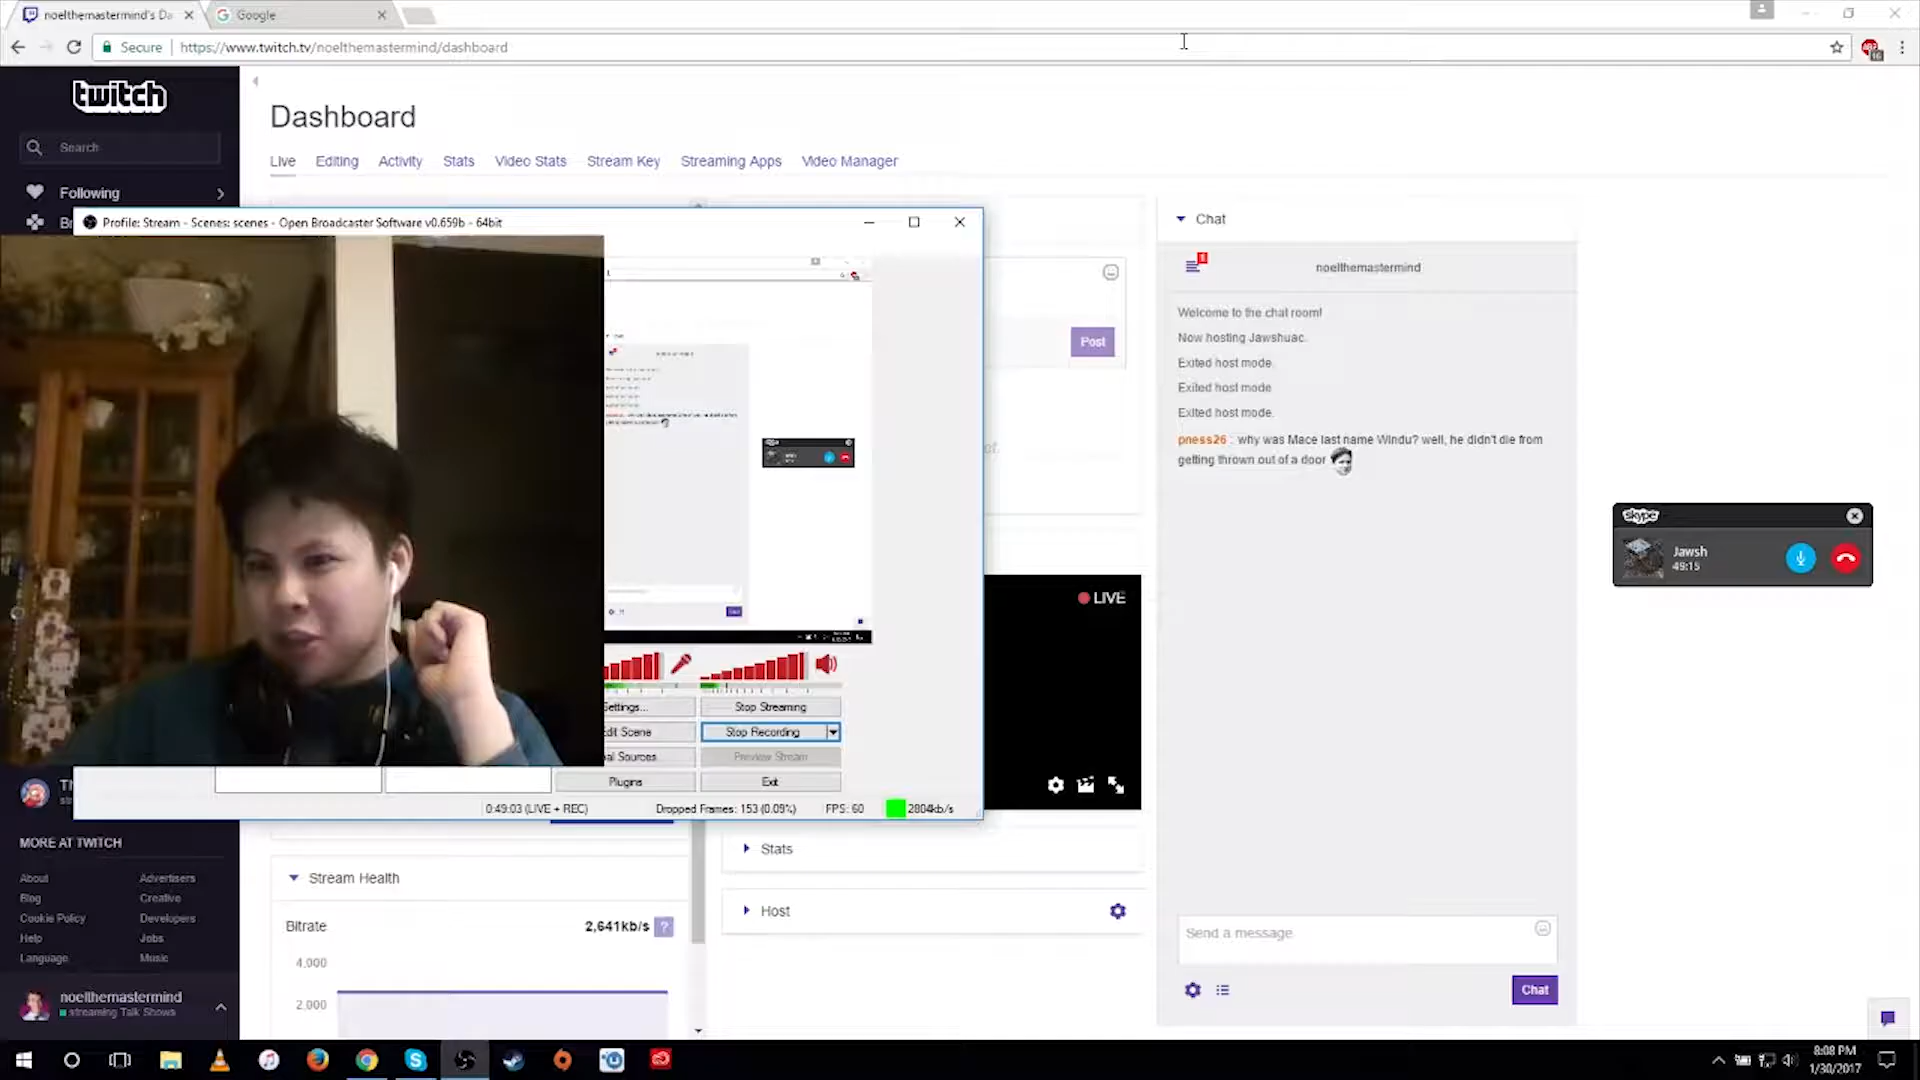 noelthemastermind's Da
Google
Secure
https://www.twitch.tv/noelthemastermind/dashboard
twitch
Search
Following
Dashboard
Live
Editing
Activity
Stats
Video Stats
Stream Key
Streaming Apps
Video Manager
Profile: Stream - Scenes: scenes - Open Broadcaster Software v0.659b - 64bit
Post
Stop Streaming
Stop Recording
Preview Stream
Plugins
Exit
0:49:03 (LIVE + REC)
Dropped Frames: 153 (0.09%)
FPS: 60
2804kb/s
LIVE
Stats
Host
Stream Health
Bitrate
2,641kb/s
?
4,000
2,000
Chat
noelthemastermind
Welcome to the chat room!
Now hosting Jawshuac.
Exited host mode.
Exited host mode
Exited host mode.
pness26 : why was Mace last name Windu? well, he didn't die from
getting thrown out of a door
Send a message
Chat
skype
Jawsh
49:15
MORE AT TWITCH
About
Advertisers
Blog
Creative
Cookie Policy
Developers
Help
Jobs
Language
Music
noelthemastermind
streaming Talk Shows
8:08 PM
1/30/2017